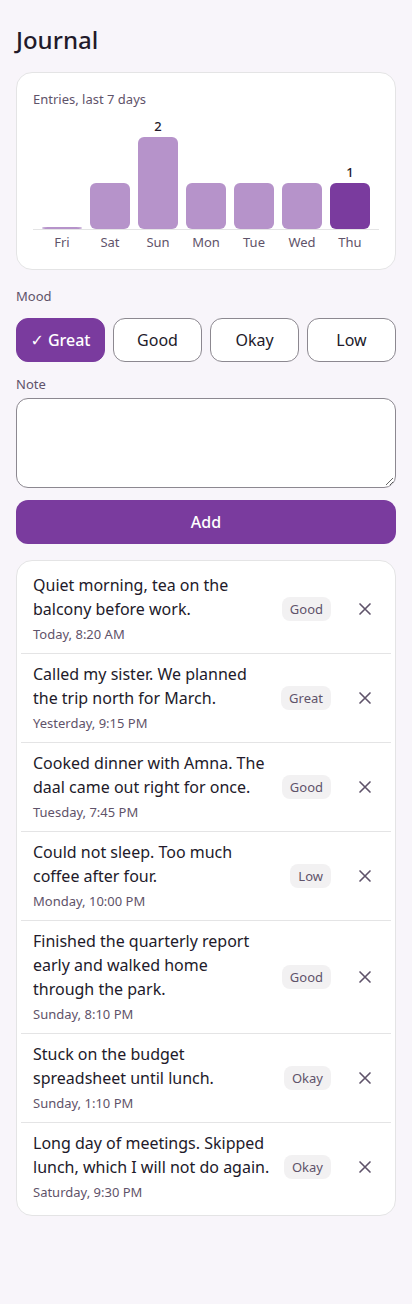 Journal
Entries, last 7 days
2
1
Fri Sat Sun Mon Tue Wed Thu
Mood
✓ Great Good Okay Low
Note
Add
Quiet morning, tea on the
balcony before work.
Good
Today, 8:20 AM
Called my sister. We planned
the trip north for March.
Great
Yesterday, 9:15 PM
Cooked dinner with Amna. The
daal came out right for once.
Good
Tuesday, 7:45 PM
Could not sleep. Too much
coffee after four.
Low
Monday, 10:00 PM
Finished the quarterly report
early and walked home
through the park.
Good
Sunday, 8:10 PM
Stuck on the budget
spreadsheet until lunch.
Okay
Sunday, 1:10 PM
Long day of meetings. Skipped
lunch, which I will not do again.
Okay
Saturday, 9:30 PM